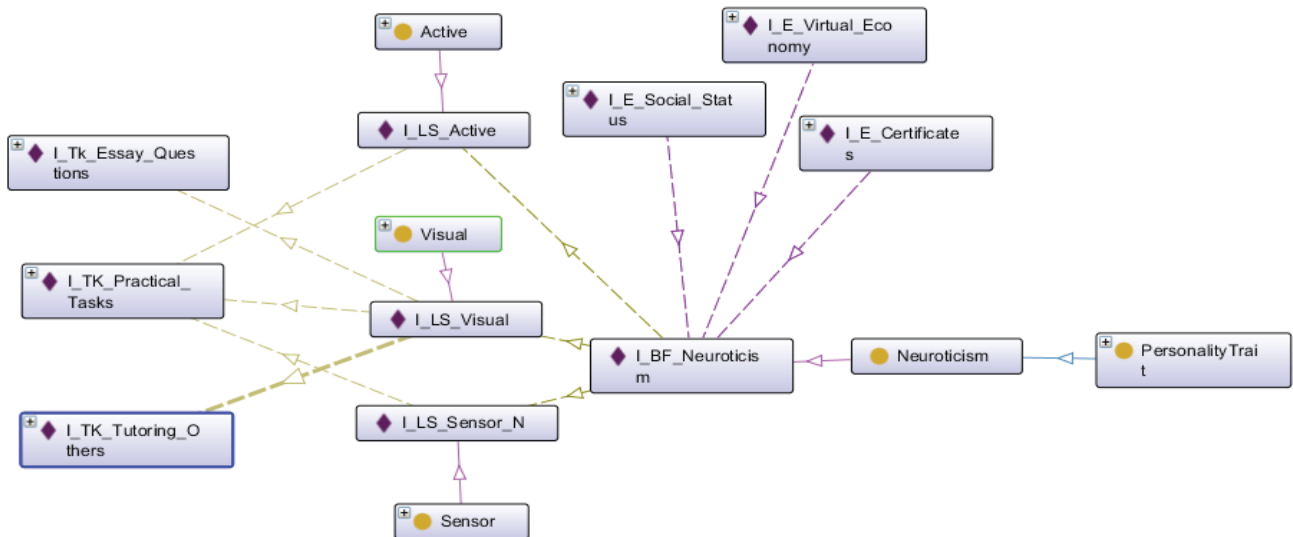 Active
I_E_Virtual_Eco
nomy
I_E_Social_Stat
us
I_LS_Active
I_E_Certificate
s
I_Tk_Essay_Ques
tions
Visual
I_TK_Practical_
Tasks
I_LS_Visual
I_BF_Neuroticis
m
Neuroticism
PersonalityTrai
t
I_TK_Tutoring_O
thers
I_LS_Sensor_N
Sensor